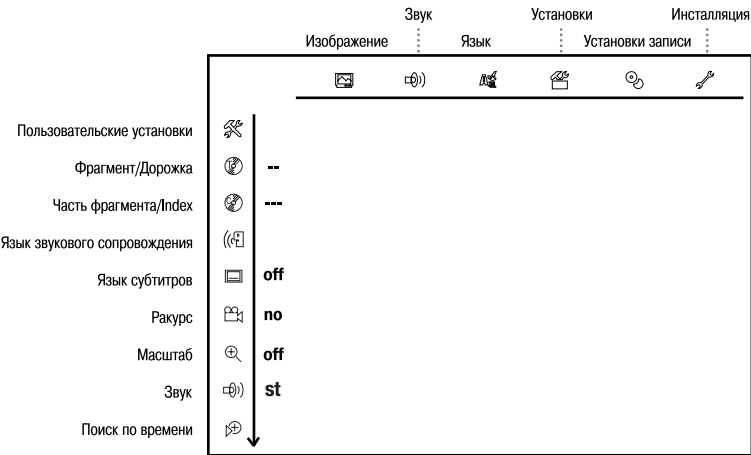 Звук Установки Инсталляция
Изображение Язык Установки записи
Пользовательские установки
Фрагмент/Дорожка --
Часть фрагмента/Index ---
Язык звукового сопровождения
Язык субтитров off
Ракурс no
Масштаб off
Звук st
Поиск по времени